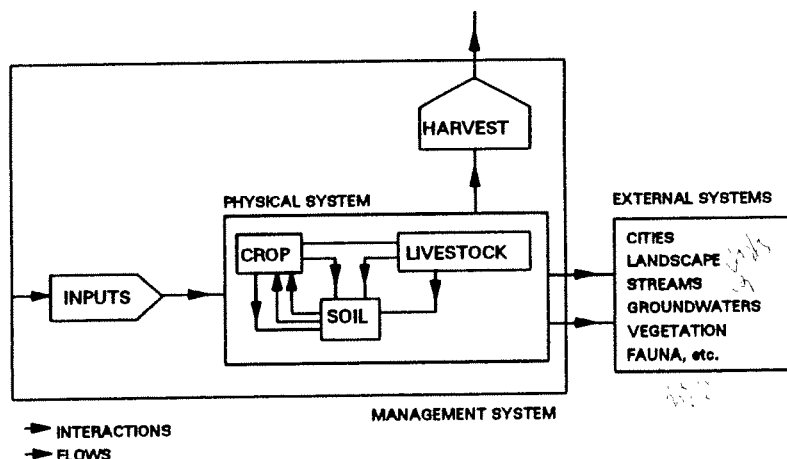 HARVEST
PHYSICAL SYSTEM
EXTERNAL SYSTEMS
CROP
LIVESTOCK
SOIL
INPUTS
CITIES
LANDSCAPE
STREAMS
GROUNDWATERS
VEGETATION
FAUNA, etc.
MANAGEMENT SYSTEM
INTERACTIONS
FLOWS